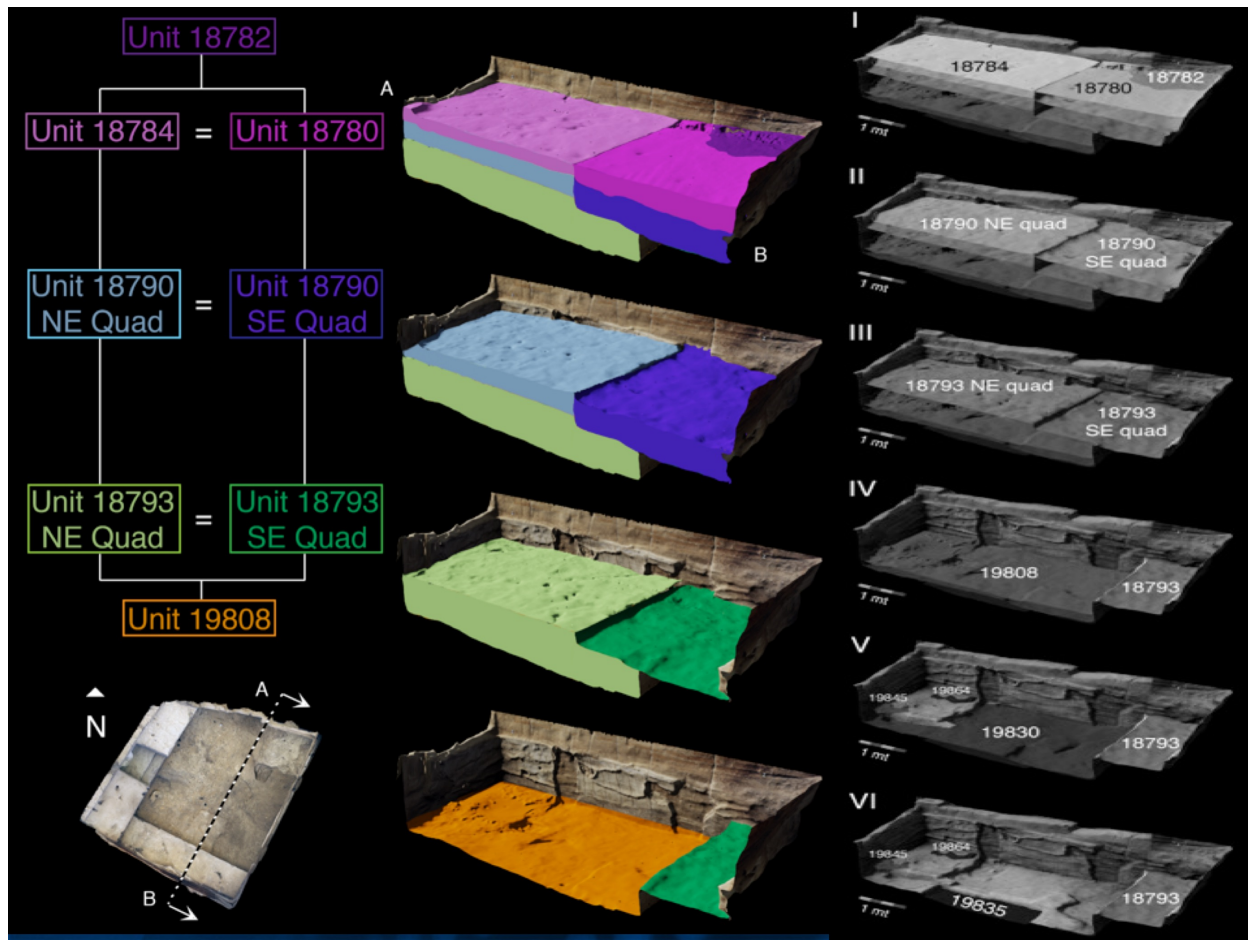 Unit 18782
Unit 18784 = Unit 18780
Unit 18790
NE Quad
=
Unit 18790
SE Quad
Unit 18793
NE Quad
=
Unit 18793
SE Quad
Unit 19808
N
A
B
A
B
I
18784
18780
18782
1 mt
II
18790 NE quad
18790
SE quad
1 mt
III
18793 NE quad
18793
SE quad
1 mt
IV
19808
18793
1 mt
V
19845
19864
19830
18793
1 mt
VI
19845
19864
19835
18793
1 mt